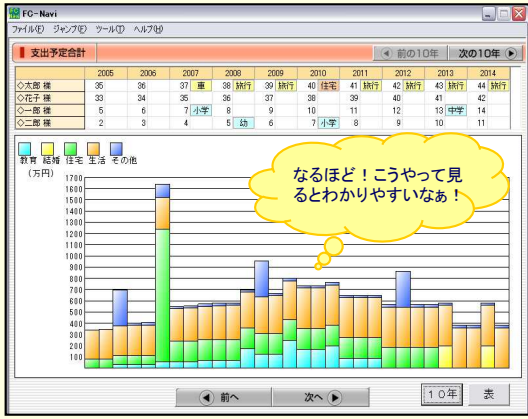 FC-Navi
ファイル(F) ジャンプ(E) ツール(T) ヘルプ(H)
支出予定合計 前の10年 次の10年
2005 2006 2007 2008 2009 2010 2011 2012 2013 2014
◇太郎 様 35 36 37 車 38 旅行 39 旅行 40 住宅 41 旅行 42 旅行 43 旅行 44 旅行
◇花子 様 33 34 35 36 37 38 39 40 41 42
◇一郎 様 5 6 7 小学 8 9 10 11 12 13 中学 14
◇二郎 様 2 3 4 5 幼 6 7 小学 8 9 10 11
教育 結婚 住宅 生活 その他
(万円)
1700
1600
1500
1400
1300
1200
1100
1000
900
800
700
600
500
400
300
200
100
なるほど！こうやって見
るとわかりやすいなぁ！
前へ 次へ 10年 表